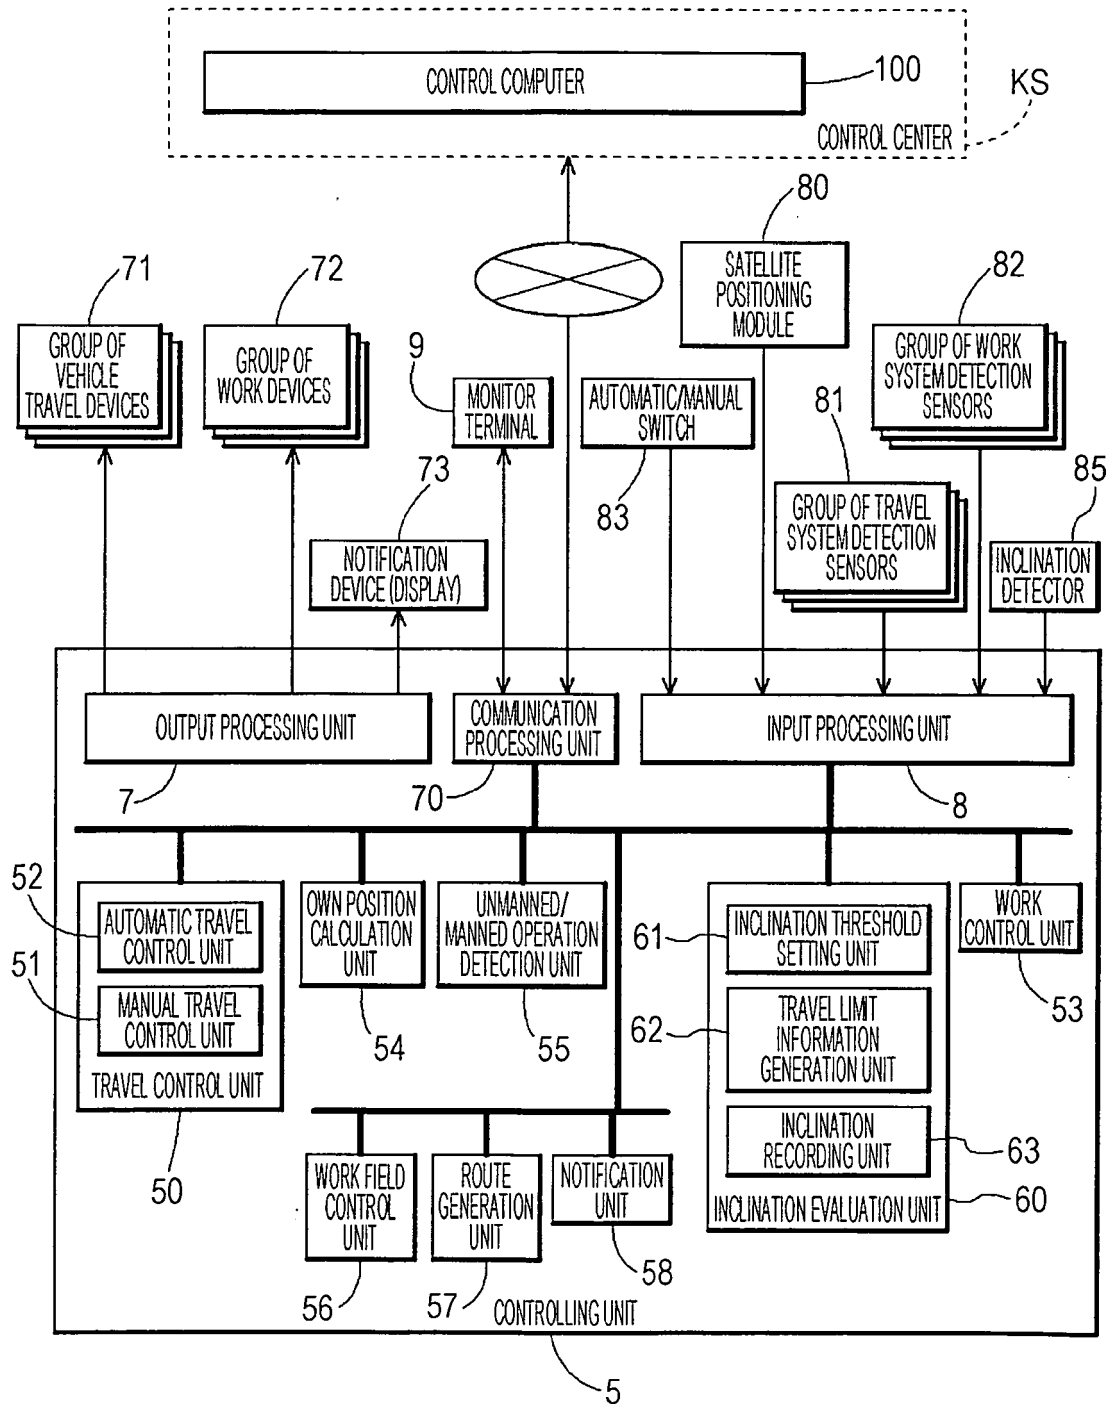 CONTROL COMPUTER
100
KS
CONTROL CENTER
80
71
72
SATELLITE
POSITIONING
MODULE
82
GROUP OF
VEHICLE
TRAVEL DEVICES
GROUP OF
WORK DEVICES
9
MONITOR
TERMINAL
AUTOMATIC/MANUAL
SWITCH
GROUP OF WORK
SYSTEM DETECTION
SENSORS
81
73
83
85
GROUP OF TRAVEL
SYSTEM DETECTION
SENSORS
NOTIFICATION
DEVICE (DISPLAY)
INCLINATION
DETECTOR
OUTPUT PROCESSING UNIT
COMMUNICATION
PROCESSING UNIT
INPUT PROCESSING UNIT
7
70
8
52
AUTOMATIC TRAVEL
CONTROL UNIT
51
MANUAL TRAVEL
CONTROL UNIT
TRAVEL CONTROL UNIT
50
OWN POSITION
CALCULATION
UNIT
54
UNMANNED/
MANNED OPERATION
DETECTION UNIT
55
61
INCLINATION THRESHOLD
SETTING UNIT
62
TRAVEL LIMIT
INFORMATION
GENERATION UNIT
INCLINATION
RECORDING UNIT
63
INCLINATION EVALUATION UNIT
60
WORK
CONTROL UNIT
53
WORK FIELD
CONTROL
UNIT
56
ROUTE
GENERATION
UNIT
57
NOTIFICATION
UNIT
58
CONTROLLING UNIT
5